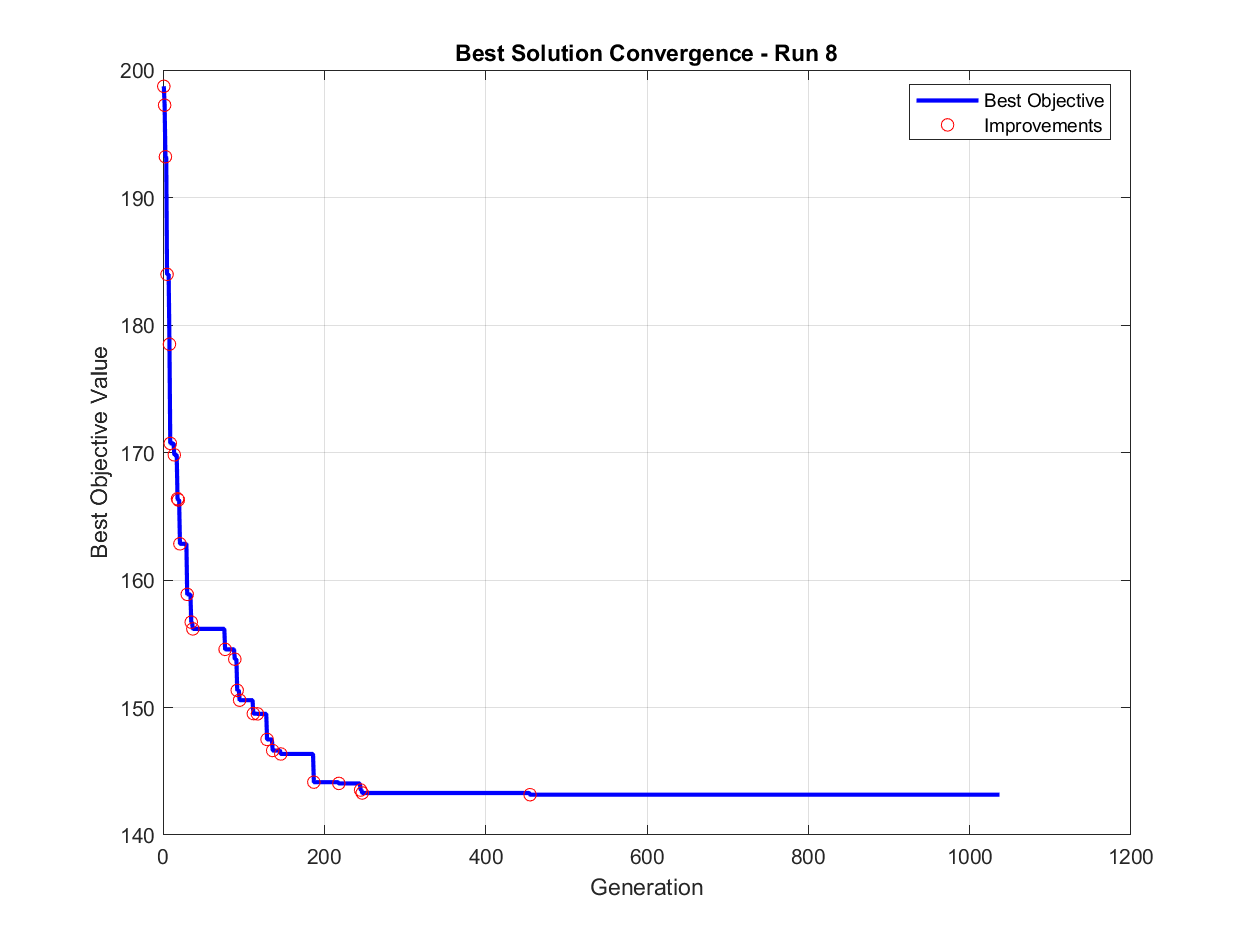 Best Solution Convergence - Run 8
Best Objective
Improvements
Best Objective Value
200
190
180
170
160
150
140
0 200 400 600 800 1000 1200
Generation